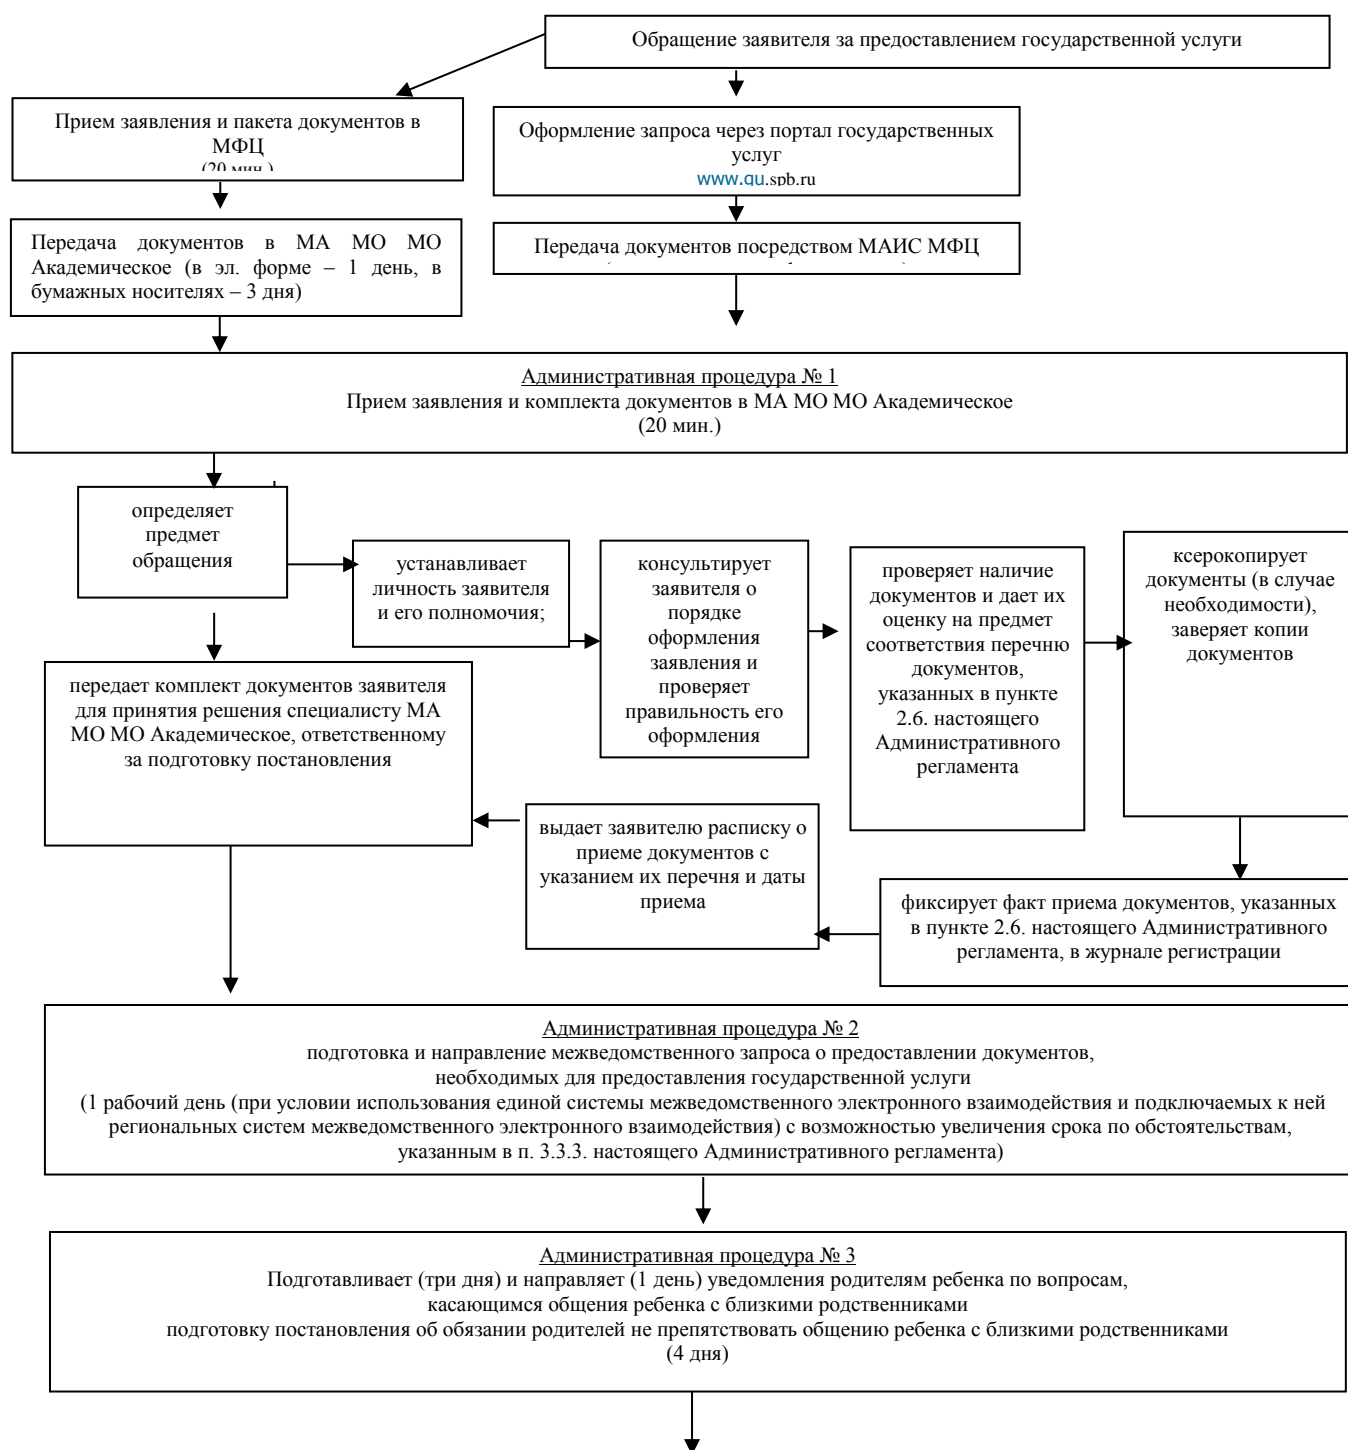 Обращение заявителя за предоставлением государственной услуги
Прием заявления и пакета документов в
МФЦ
(20 мин.)
Оформление запроса через портал государственных
услуг
www.gu.spb.ru
Передача документов в МА МО МО
Академическое (в эл. форме – 1 день, в
бумажных носителях – 3 дня)
Передача документов посредством МАИС МФЦ
Административная процедура № 1
Прием заявления и комплекта документов в МА МО МО Академическое
(20 мин.)
определяет
предмет
обращения
устанавливает
личность заявителя
и его полномочия;
консультирует
заявителя о
порядке
оформления
заявления и
проверяет
правильность его
оформления
проверяет наличие
документов и дает их
оценку на предмет
соответствия перечню
документов,
указанных в пункте
2.6. настоящего
Административного
регламента
ксерокопирует
документы (в случае
необходимости),
заверяет копии
документов
передает комплект документов заявителя
для принятия решения специалисту МА
МО МО Академическое, ответственному
за подготовку постановления
выдает заявителю расписку о
приеме документов с
указанием их перечня и даты
приема
фиксирует факт приема документов, указанных
в пункте 2.6. настоящего Административного
регламента, в журнале регистрации
Административная процедура № 2
подготовка и направление межведомственного запроса о предоставлении документов,
необходимых для предоставления государственной услуги
(1 рабочий день (при условии использования единой системы межведомственного электронного взаимодействия и подключаемых к ней
региональных систем межведомственного электронного взаимодействия) с возможностью увеличения срока по обстоятельствам,
указанным в п. 3.3.3. настоящего Административного регламента)
Административная процедура № 3
Подготавливает (три дня) и направляет (1 день) уведомления родителям ребенка по вопросам,
касающимся общения ребенка с близкими родственниками
подготовку постановления об обязании родителей не препятствовать общению ребенка с близкими родственниками
(4 дня)